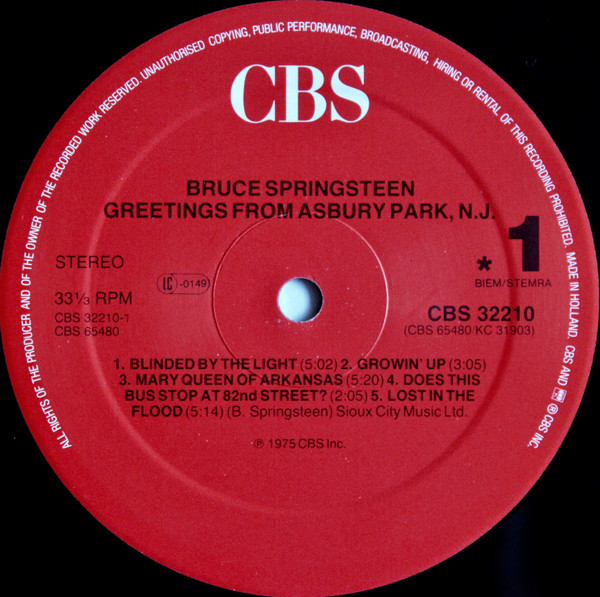 ALL RIGHTS OF THE PRODUCER AND OF THE OWNER OF THE RECORDED WORK RESERVED. UNAUTHORISED COPYING, PUBLIC PERFORMANCE, BROADCASTING, HIRING OR RENTAL OF THIS RECORDING PROHIBITED. MADE IN HOLLAND. CBS AND ® CBS INC.
CBS
BRUCE SPRINGSTEEN
GREETINGS FROM ASBURY PARK, N.J.
STEREO
LC -0149
* 1
BIEM/STEMRA
33⅓ RPM
CBS 32210-1
CBS 65480
CBS 32210
(CBS 65480/KC 31903)
1. BLINDED BY THE LIGHT (5:02) 2. GROWIN' UP (3:05)
3. MARY QUEEN OF ARKANSAS (5:20) 4. DOES THIS
BUS STOP AT 82nd STREET? (2:05) 5. LOST IN THE
FLOOD (5:14) (B. Springsteen) Sioux City Music Ltd.
℗ 1975 CBS Inc.